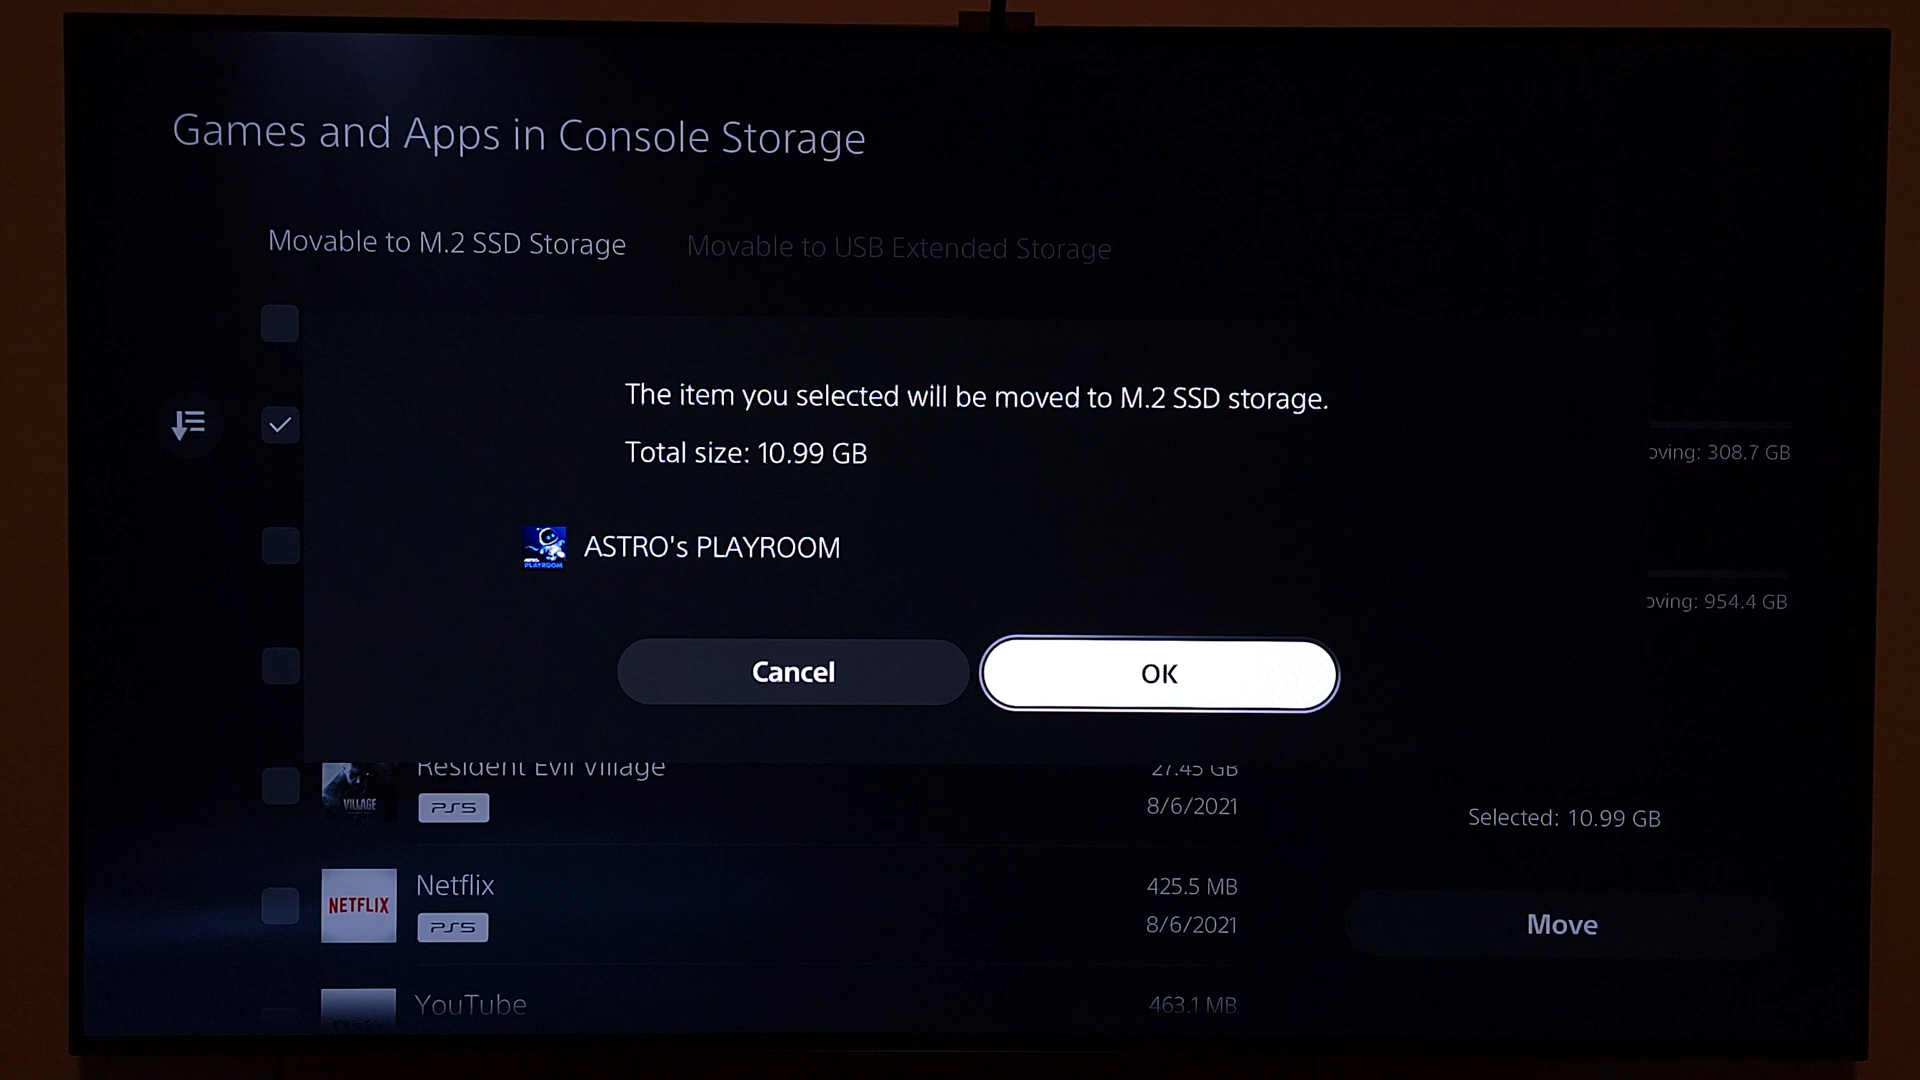 Games and Apps in Console Storage
Movable to M.2 SSD Storage
Movable to USB Extended Storage
The item you selected will be moved to M.2 SSD storage.
Total size: 10.99 GB
308.7 GB
ASTRO's PLAYROOM
PLAYROOM
954.4 GB
Cancel
OK
Resident Evil Village
27.45 GB
VILLAGE
PS5
8/6/2021
Selected: 10.99 GB
Netflix
425.5 MB
NETFLIX
PS5
8/6/2021
Move
YouTube
463.1 MB